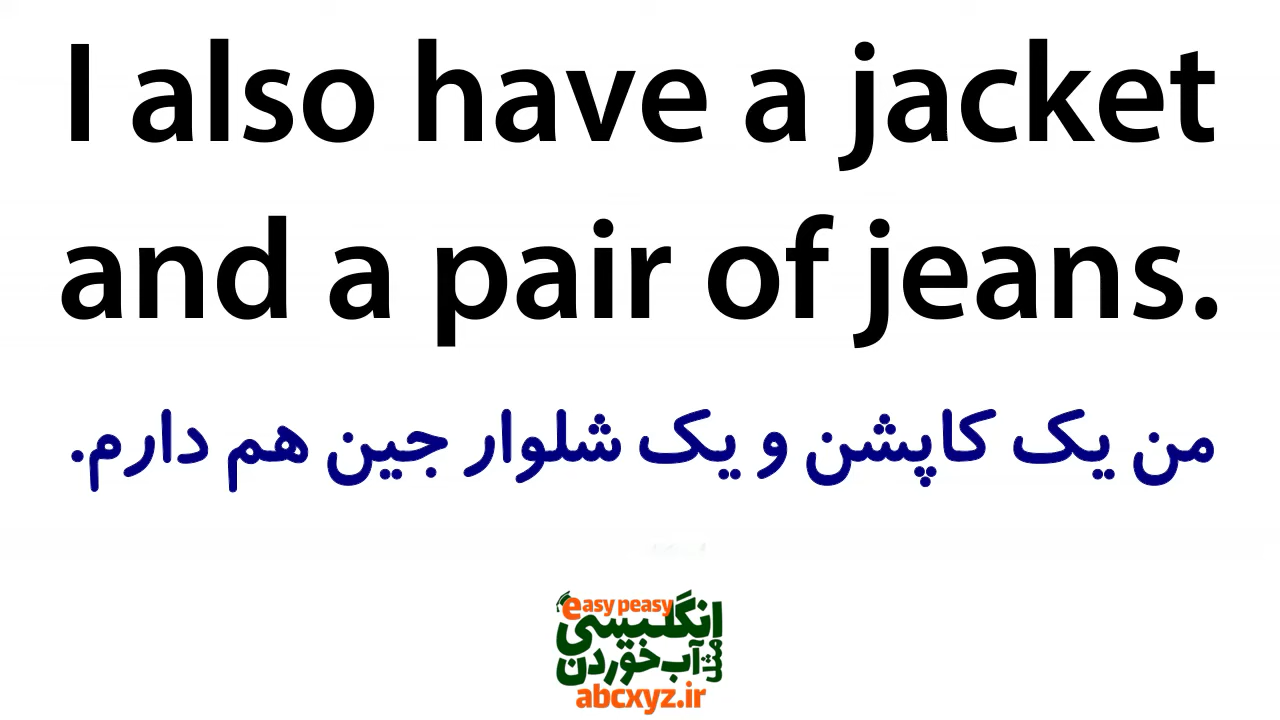 I also have a jacket
and a pair of jeans.
من یک کاپشن و یک شلوار جین هم دارم.
easy peasy
انگلیسی
مثل آب خوردن
abcxyz.ir